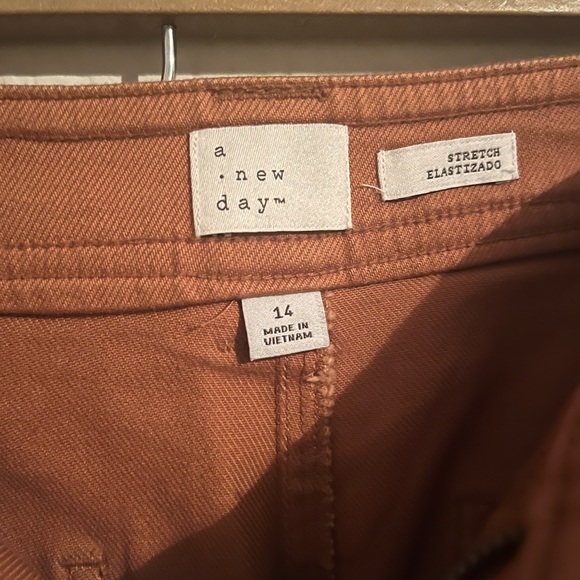 a
· new
day™
STRETCH
ELASTIZADO
14
MADE IN
VIETNAM